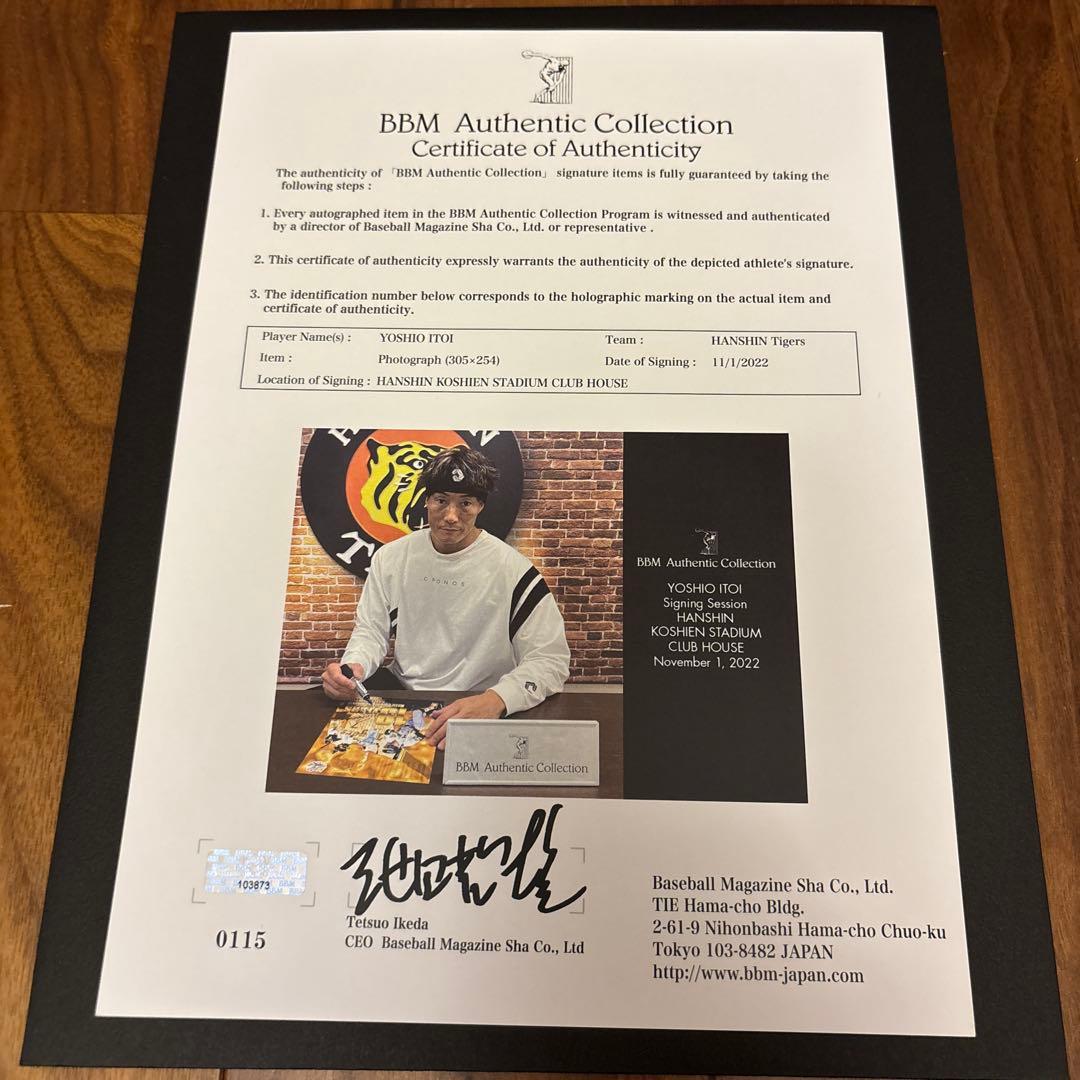 BBM Authentic Collection
Certificate of Authenticity
The authenticity of 「BBM Authentic Collection」 signature items is fully guaranteed by taking the
following steps :
1. Every autographed item in the BBM Authentic Collection Program is witnessed and authenticated
by a director of Baseball Magazine Sha Co., Ltd. or representative .
2. This certificate of authenticity expressly warrants the authenticity of the depicted athlete's signature.
3. The identification number below corresponds to the holographic marking on the actual item and
certificate of authenticity.
Player Name(s) : YOSHIO ITOI Team : HANSHIN Tigers
Item : Photograph (305×254) Date of Signing : 11/1/2022
Location of Signing : HANSHIN KOSHIEN STADIUM CLUB HOUSE
CRONOS
BBM Authentic Collection
BBM Authentic Collection
YOSHIO ITOI
Signing Session
HANSHIN
KOSHIEN STADIUM
CLUB HOUSE
November 1, 2022
103873
BBM
0115
Tetsuo Ikeda
CEO Baseball Magazine Sha Co., Ltd
Baseball Magazine Sha Co., Ltd.
TIE Hama-cho Bldg.
2-61-9 Nihonbashi Hama-cho Chuo-ku
Tokyo 103-8482 JAPAN
http://www.bbm-japan.com